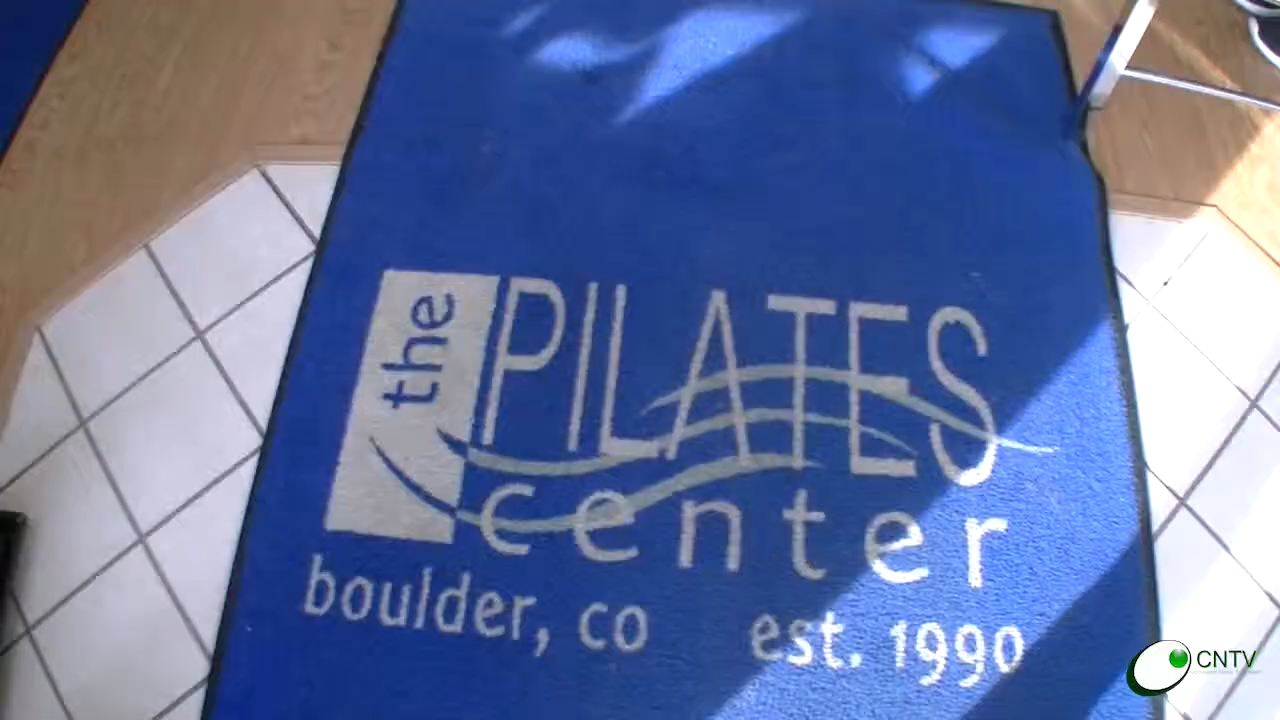 the PILATES
center
boulder, co est. 1990
CNTV